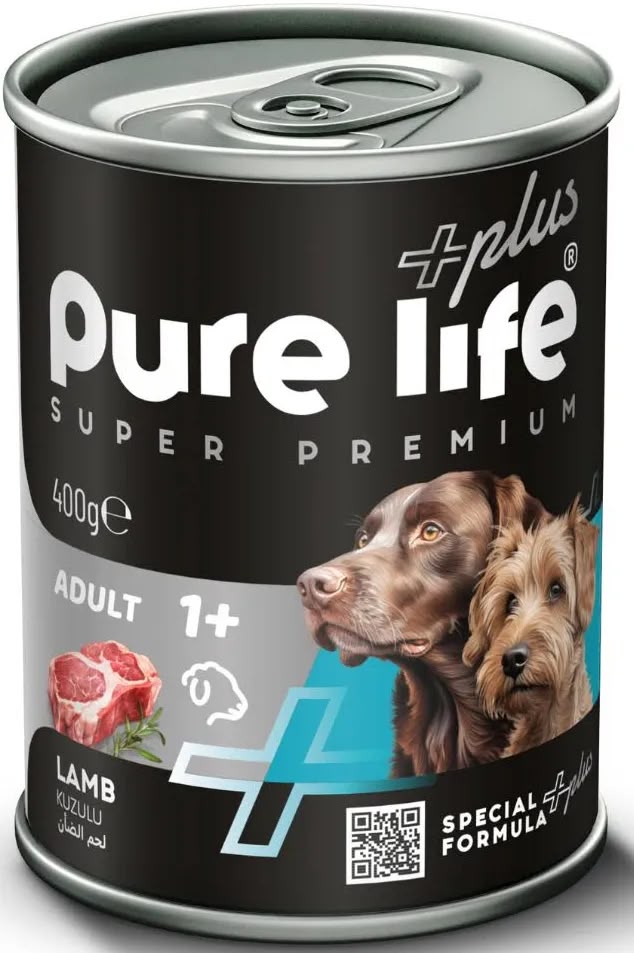 +plus
Pure life®
SUPER PREMIUM
400g℮
ADULT 1+
LAMB
KUZULU
لحم الضأن
SPECIAL +plus
FORMULA